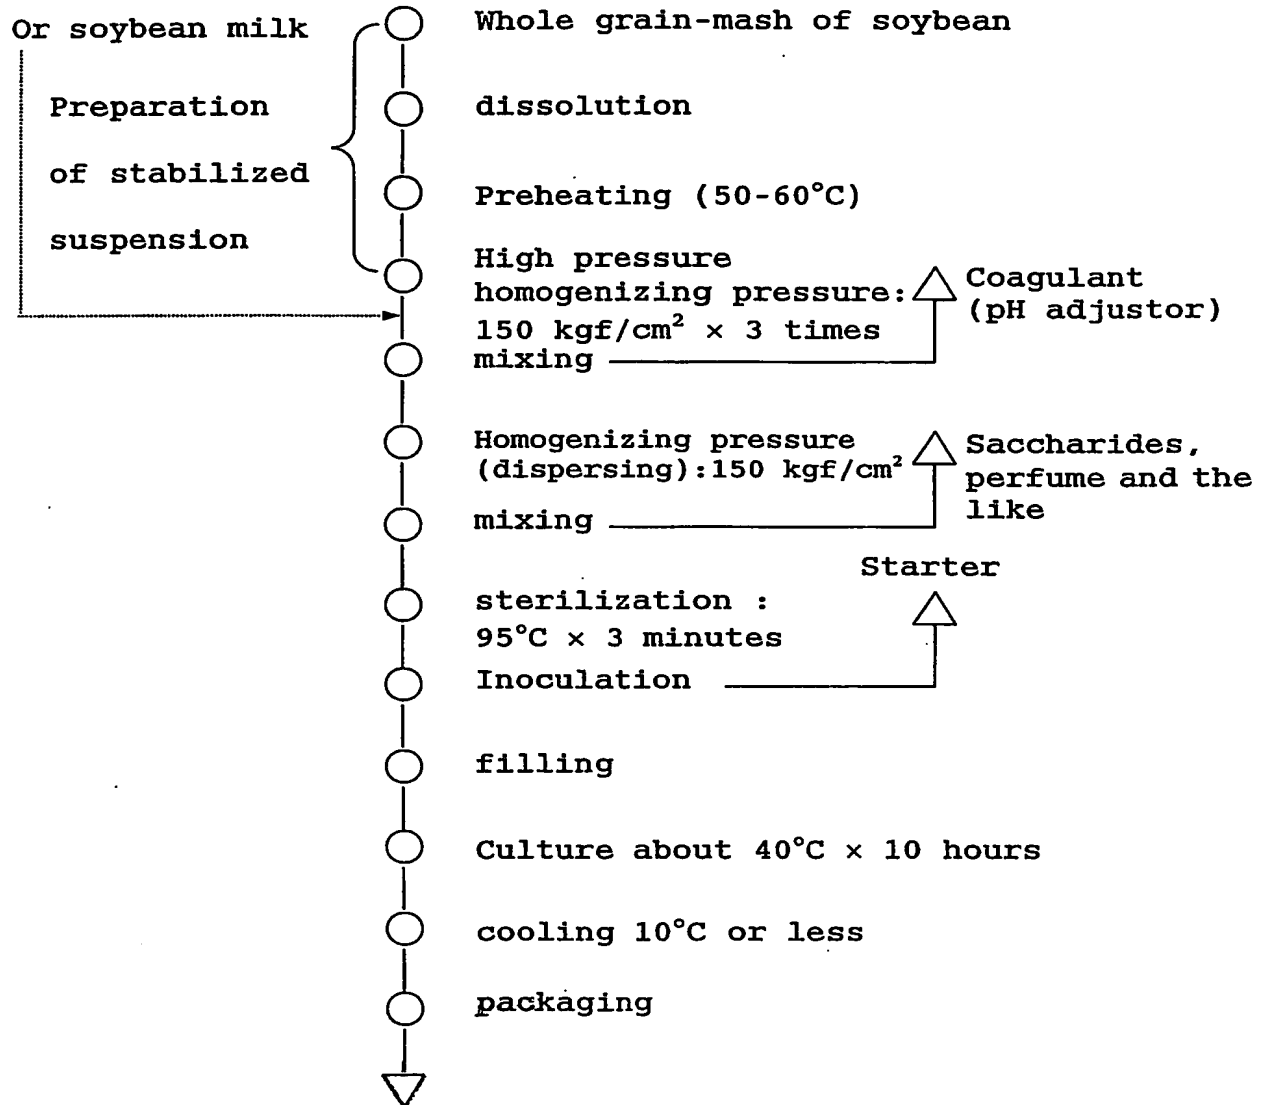 Or soybean milk
Whole grain-mash of soybean
Preparation
of stabilized
suspension
dissolution
Preheating (50-60°C)
High pressure
homogenizing pressure:
150 kgf/cm² × 3 times
Coagulant
(pH adjustor)
mixing
Homogenizing pressure
(dispersing):150 kgf/cm²
Saccharides,
perfume and the
like
mixing
Starter
sterilization :
95°C × 3 minutes
Inoculation
filling
Culture about 40°C × 10 hours
cooling 10°C or less
packaging